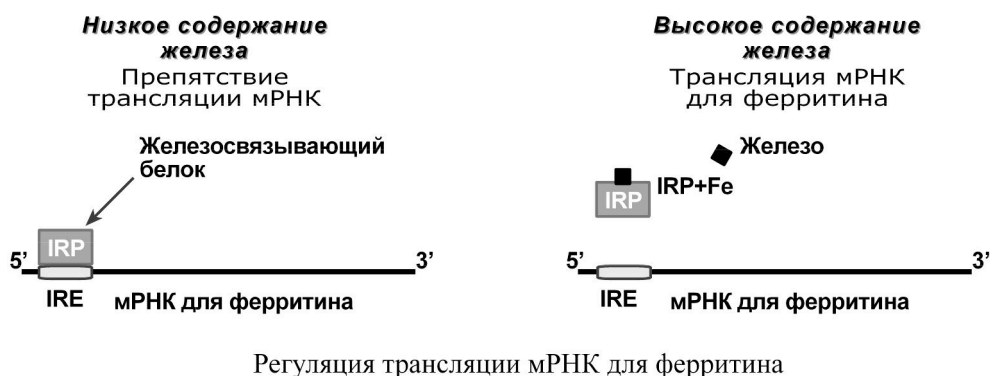 Низкое содержание
железа
Препятствие
трансляции мРНК
Железосвязывающий
белок
IRP
5'
3'
IRE
мРНК для ферритина
Высокое содержание
железа
Трансляция мРНК
для ферритина
Железо
IRP+Fe
IRP
5'
3'
IRE
мРНК для ферритина
Регуляция трансляции мРНК для ферритина